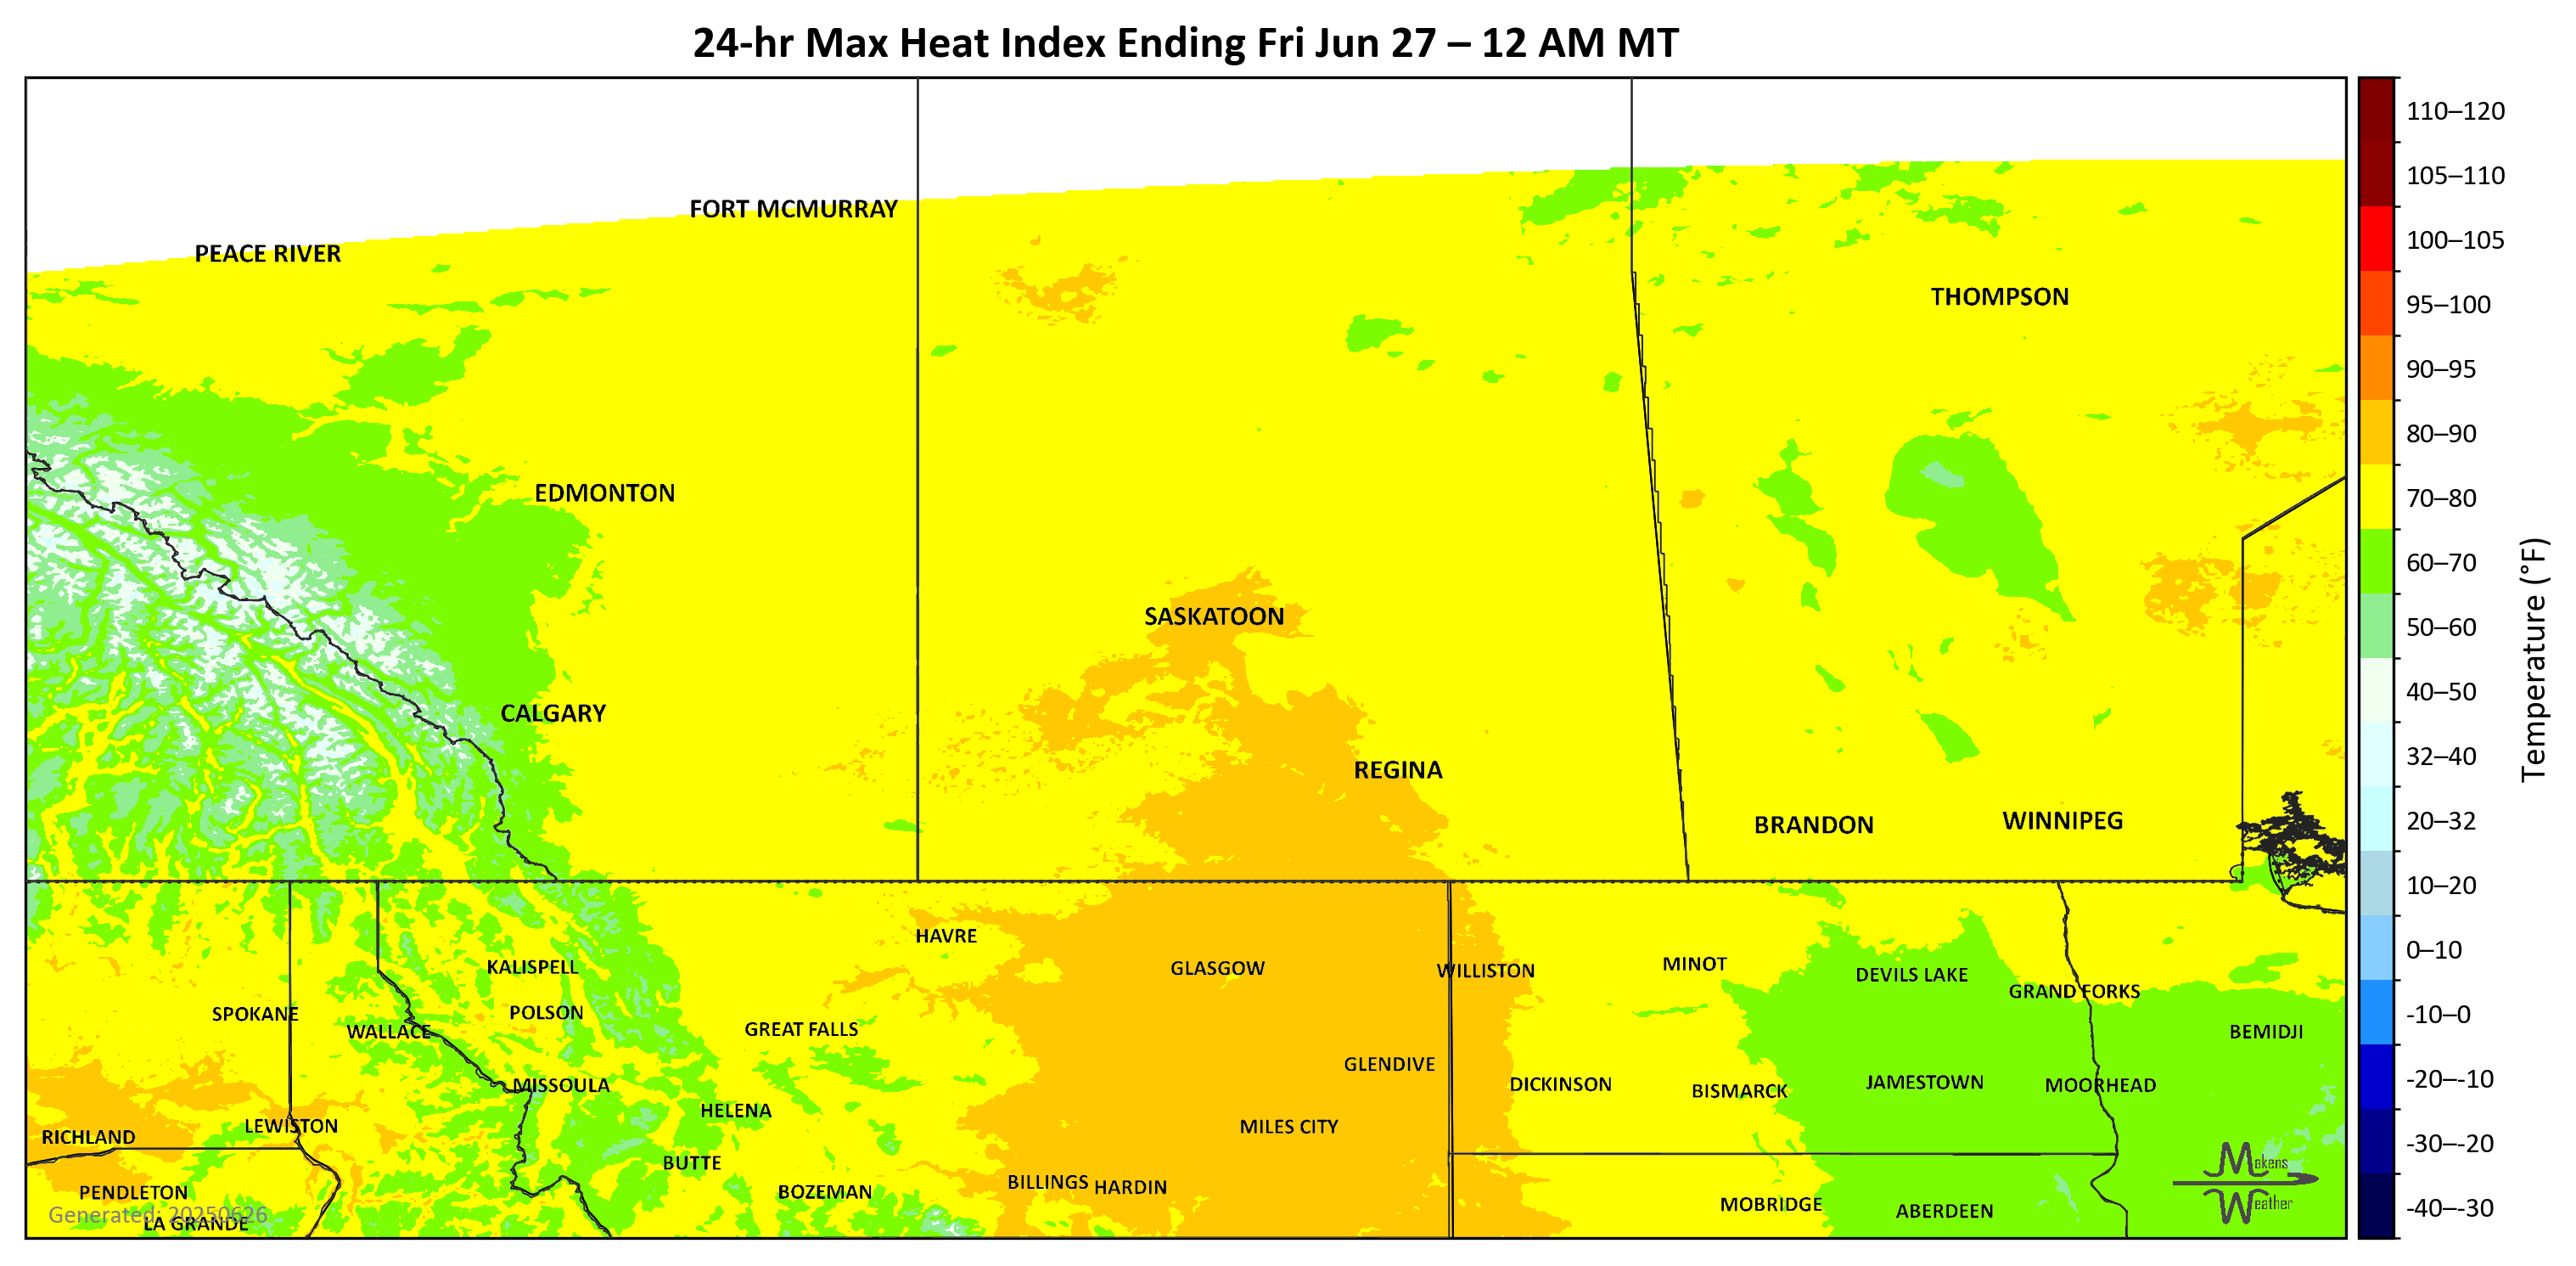 24-hr Max Heat Index Ending Fri Jun 27 – 12 AM MT
FORT MCMURRAY
PEACE RIVER
THOMPSON
EDMONTON
SASKATOON
CALGARY
REGINA
BRANDON
WINNIPEG
HAVRE
KALISPELL
GLASGOW
WILLISTON
MINOT
DEVILS LAKE
GRAND FORKS
SPOKANE
POLSON
WALLACE
GREAT FALLS
BEMIDJI
GLENDIVE
MISSOULA
DICKINSON
BISMARCK
JAMESTOWN
MOORHEAD
HELENA
LEWISTON
MILES CITY
RICHLAND
BUTTE
BILLINGS
HARDIN
PENDLETON
BOZEMAN
MOBRIDGE
ABERDEEN
LA GRANDE
Generated: 20250626
Makens
Weather
110–120
105–110
100–105
95–100
90–95
80–90
70–80
60–70
50–60
40–50
32–40
20–32
10–20
0–10
-10–0
-20–-10
-30–-20
-40–-30
Temperature (°F)